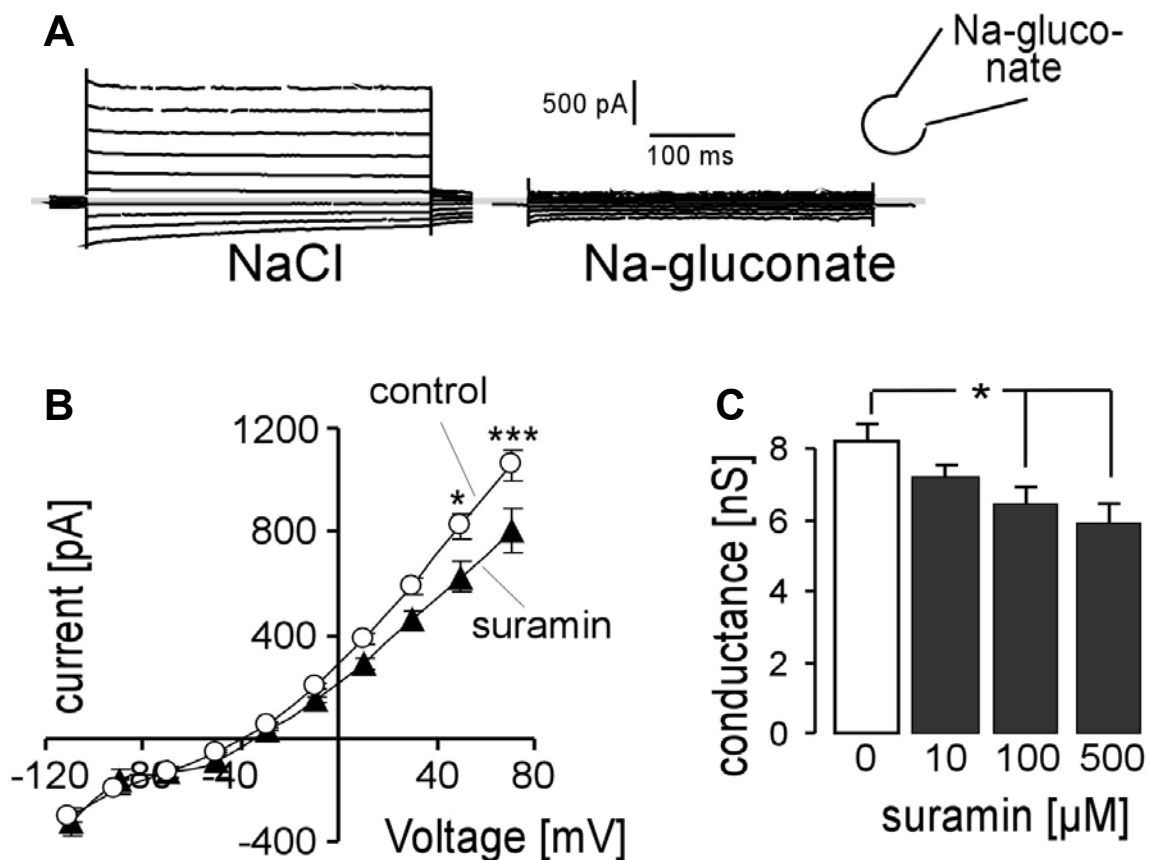 A
Na-gluco-
nate
500 pA
100 ms
NaCl
Na-gluconate
B
control
1200
***
*
800
400
suramin
current [pA]
-120
-80
-40
40
80
-400
Voltage [mV]
C
*
8
6
4
2
0
conductance [nS]
0
10
100
500
suramin [µM]